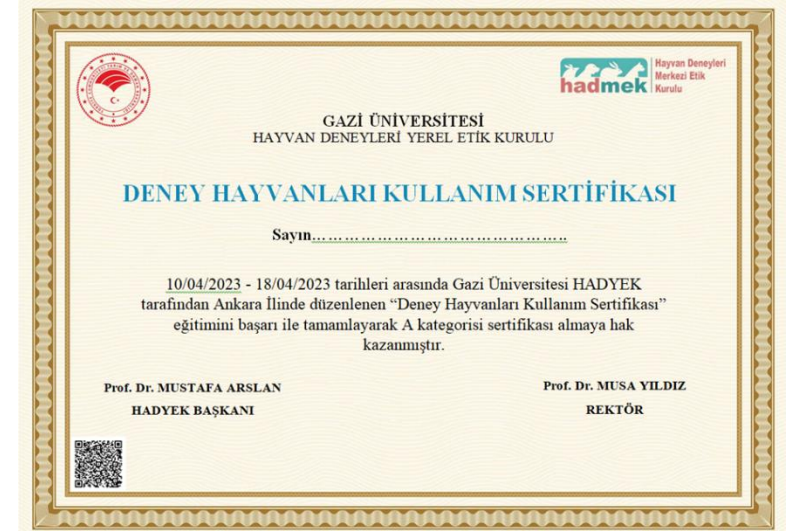 hadmek
Hayvan Deneyleri
Merkezi Etik
Kurulu
GAZİ ÜNİVERSİTESİ
HAYVAN DENEYLERİ YEREL ETİK KURULU
DENEY HAYVANLARI KULLANIM SERTİFİKASI
Sayın………………………………………..
10/04/2023 - 18/04/2023 tarihleri arasında Gazi Üniversitesi HADYEK
tarafından Ankara İlinde düzenlenen “Deney Hayvanları Kullanım Sertifikası”
eğitimini başarı ile tamamlayarak A kategorisi sertifikası almaya hak
kazanmıştır.
Prof. Dr. MUSTAFA ARSLAN
HADYEK BAŞKANI
Prof. Dr. MUSA YILDIZ
REKTÖR